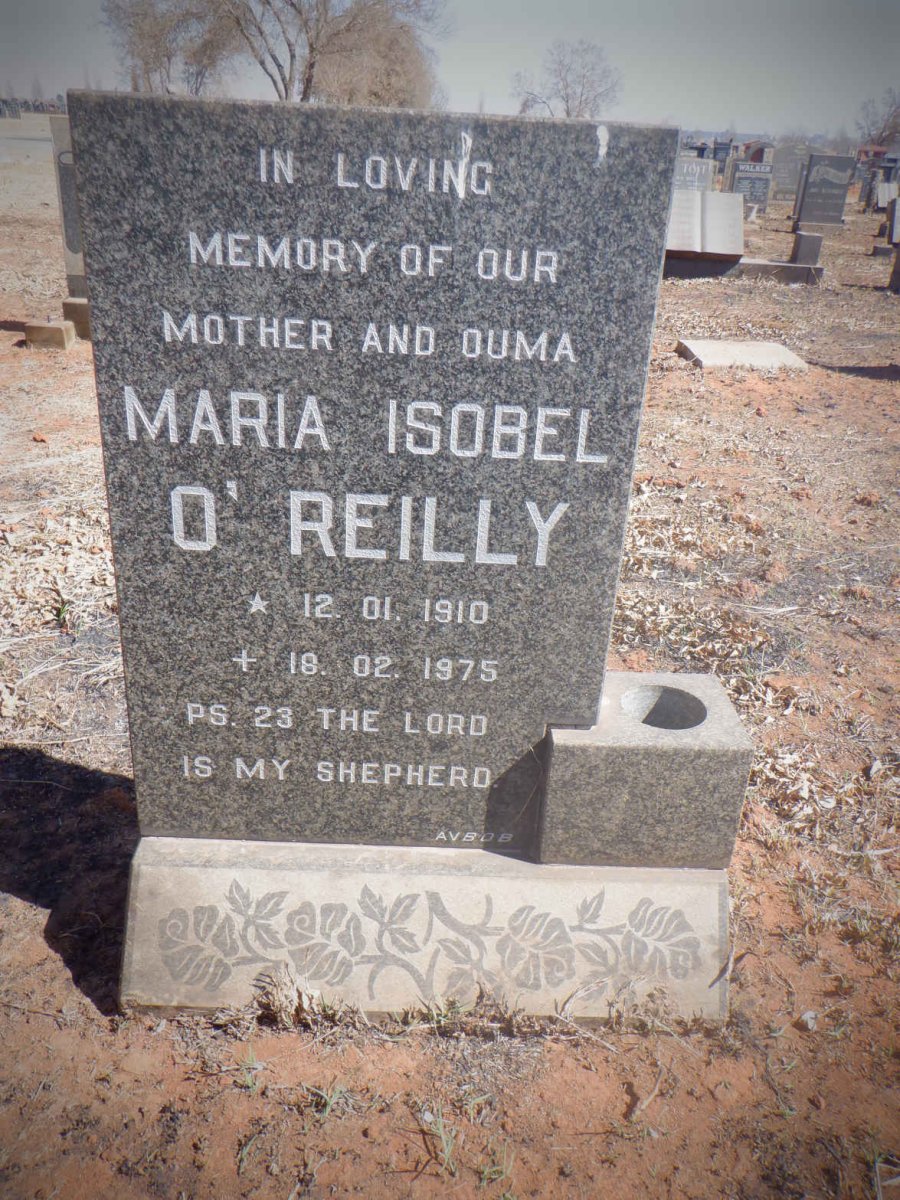 IN LOVING
MEMORY OF OUR
MOTHER AND OUMA
MARIA ISOBEL
O' REILLY
★ 12. 01. 1910
+ 18. 02. 1975
PS. 23 THE LORD
IS MY SHEPHERD
AVBOB
WALKER